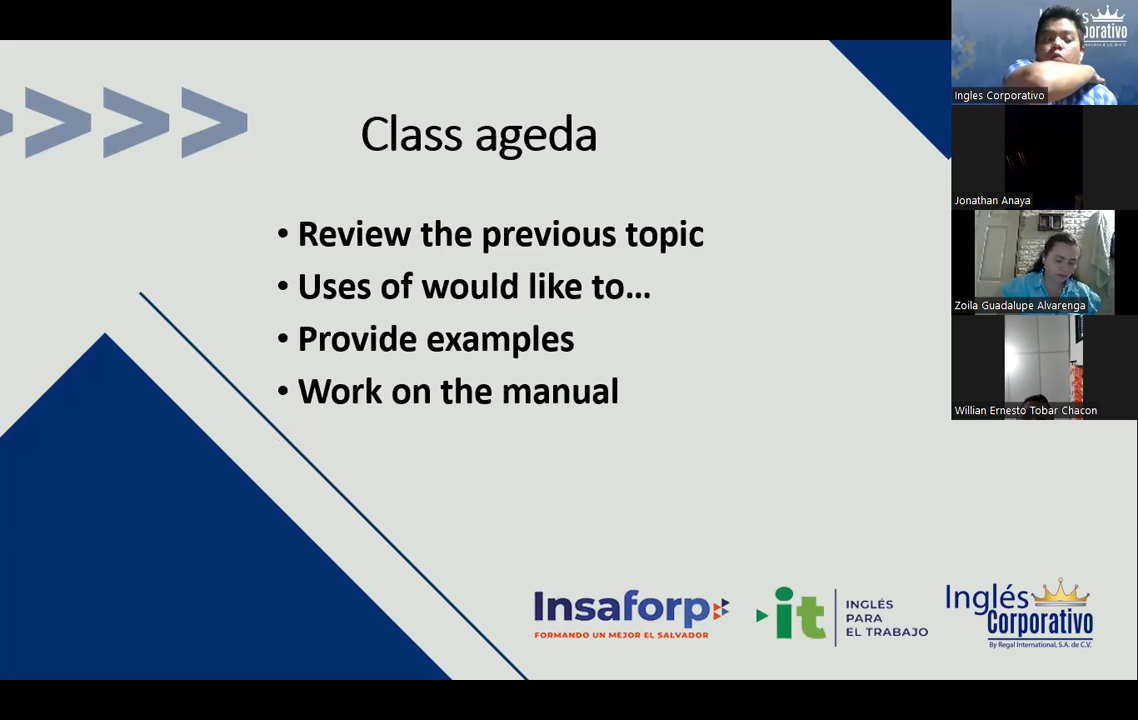 Class ageda
• Review the previous topic
• Uses of would like to…
• Provide examples
• Work on the manual
Insaforp
FORMANDO UN MEJOR EL SALVADOR
it
INGLÉS
PARA
EL TRABAJO
Inglés
Corporativo
By Regal International, S.A. de C.V.
Ingles Corporativo
Jonathan Anaya
Zoila Guadalupe Alvarenga
Willian Ernesto Tobar Chacon